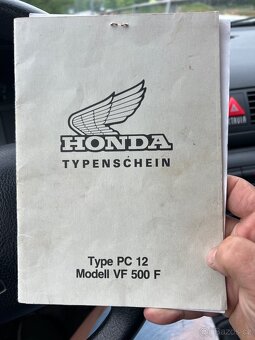 HONDA
TYPENSCHEIN
Type PC 12
Modell VF 500 F